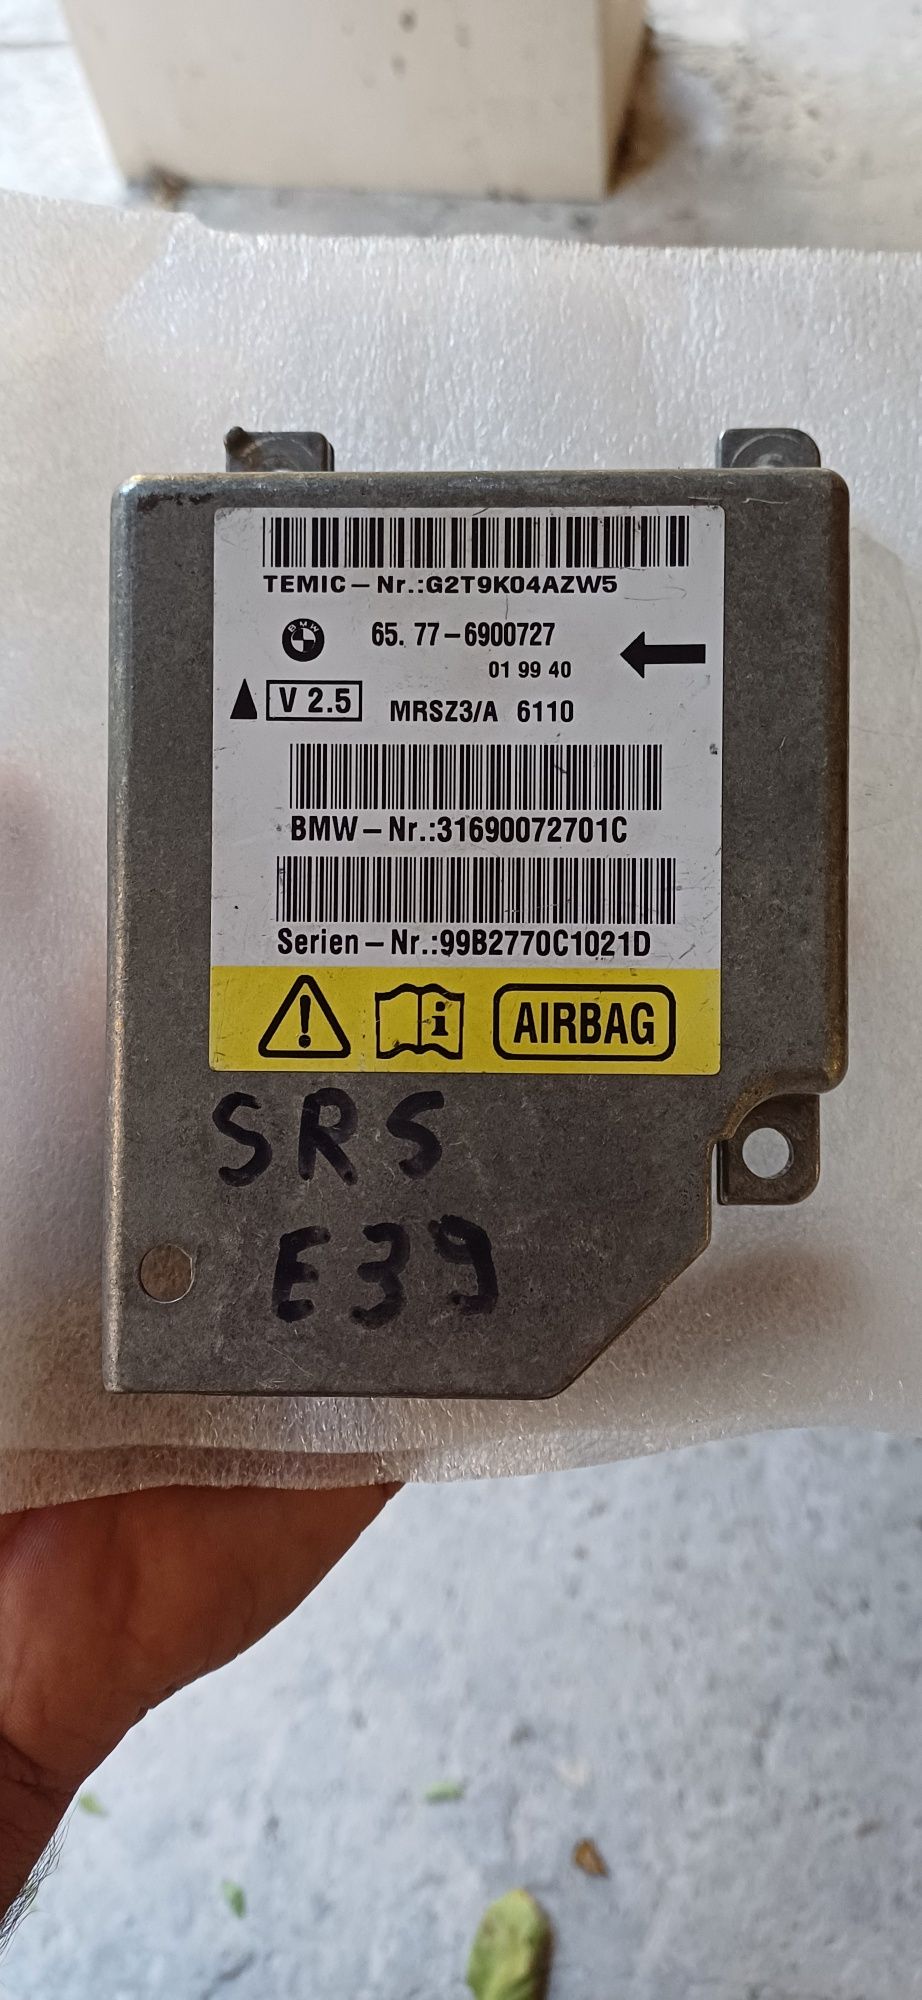 TEMIC-Nr.:G2T9K04AZW5
BMW
65. 77-6900727
01 99 40
V 2.5
MRSZ3/A 6110
BMW-Nr.:31690072701C
Serien-Nr.:99B2770C1021D
AIRBAG
SRS
E39